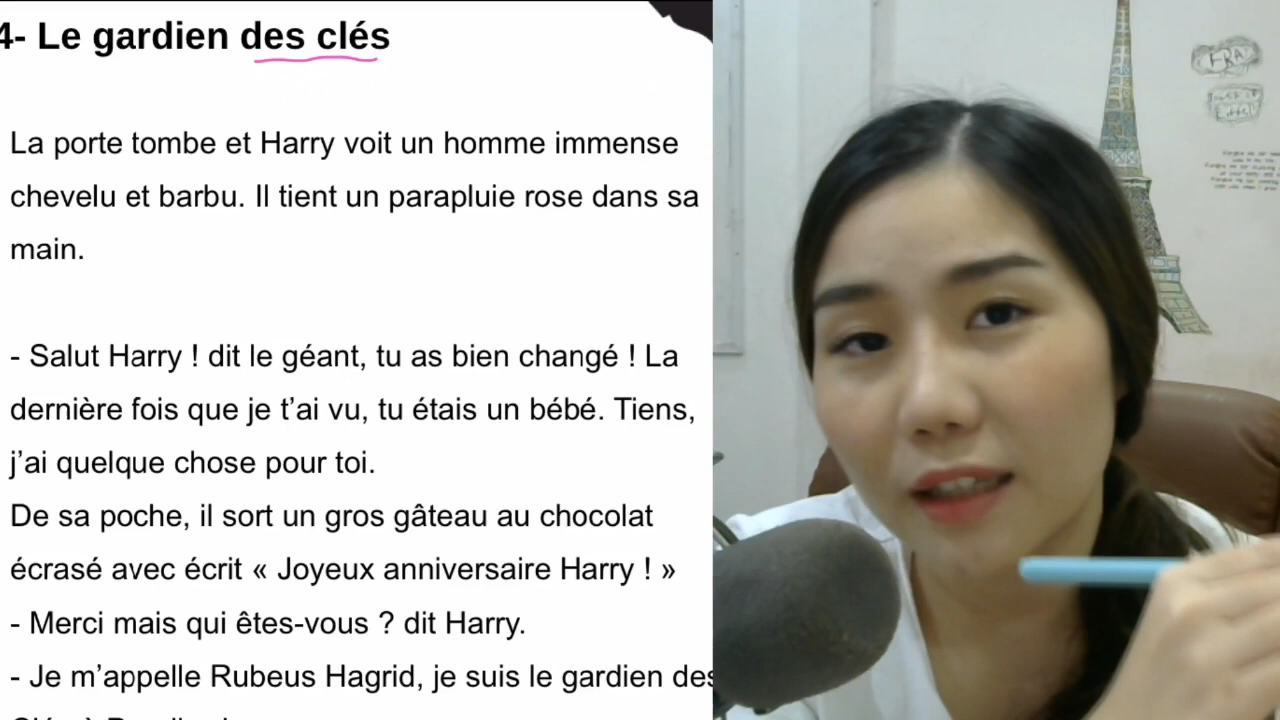 4- Le gardien des clés
La porte tombe et Harry voit un homme immense
chevelu et barbu. Il tient un parapluie rose dans sa
main.
- Salut Harry ! dit le géant, tu as bien changé ! La
dernière fois que je t’ai vu, tu étais un bébé. Tiens,
j’ai quelque chose pour toi.
De sa poche, il sort un gros gâteau au chocolat
écrasé avec écrit « Joyeux anniversaire Harry ! »
- Merci mais qui êtes-vous ? dit Harry.
- Je m’appelle Rubeus Hagrid, je suis le gardien des
FRA